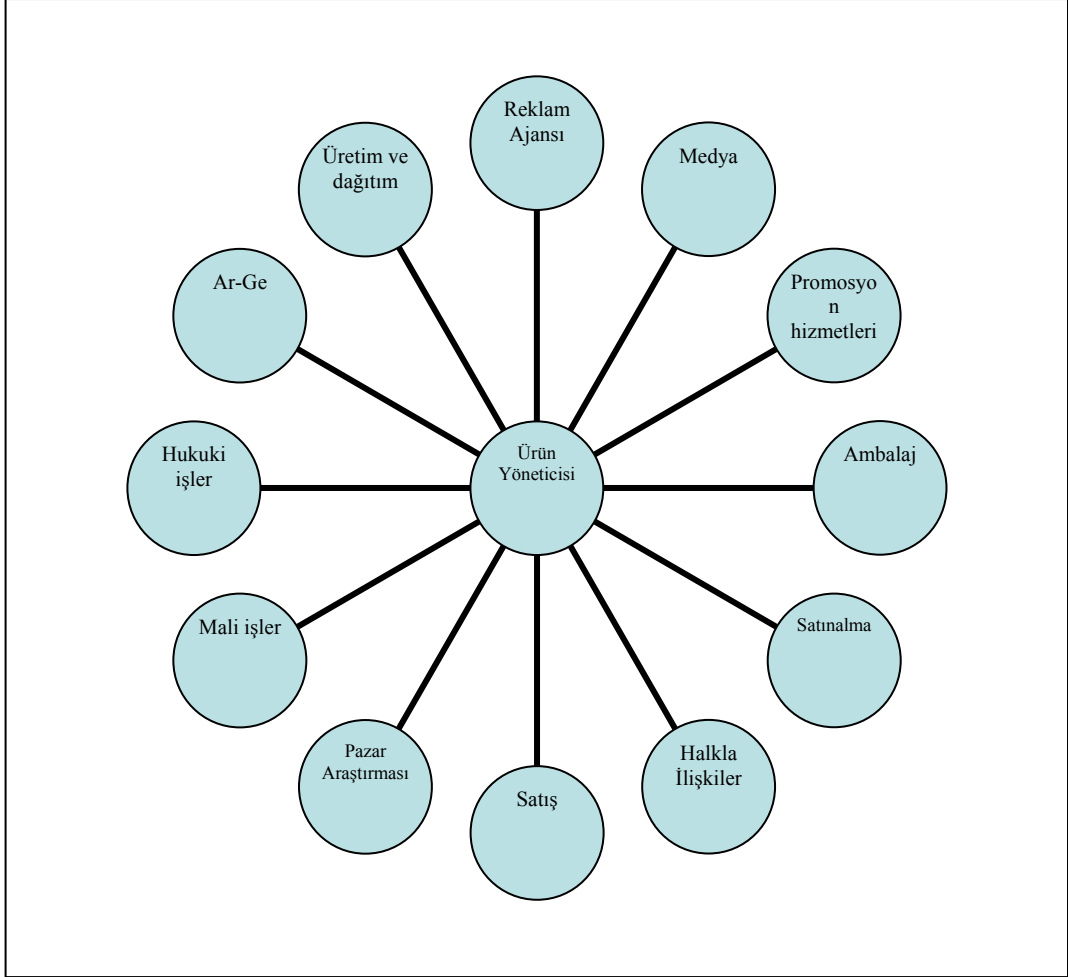 Reklam
Ajansı
Medya
Promosyo
n
hizmetleri
Ambalaj
Satınalma
Halkla
İlişkiler
Satış
Pazar
Araştırması
Mali işler
Hukuki
işler
Ar-Ge
Üretim ve
dağıtım
Ürün
Yöneticisi